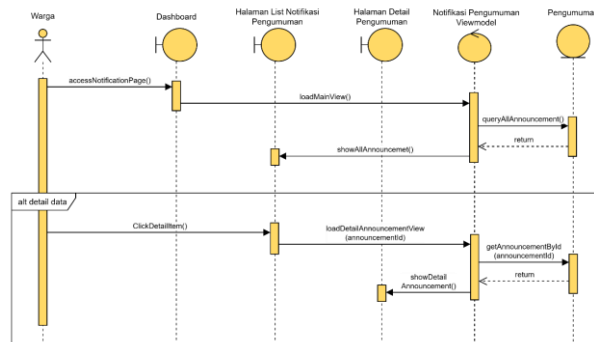 Warga
Dashboard
Halaman List Notifikasi
Pengumuman
Halaman Detail
Pengumuman
Notifikasi Pengumuman
Viewmodel
Pengumuma
accessNotificationPage()
loadMainView()
queryAllAnnouncement()
return
showAllAnnouncemet()
alt detail data
ClickDetailItem()
loadDetailAnnouncementView
(announcementId)
getAnnouncementById
(announcementId)
return
showDetail
Announcement()